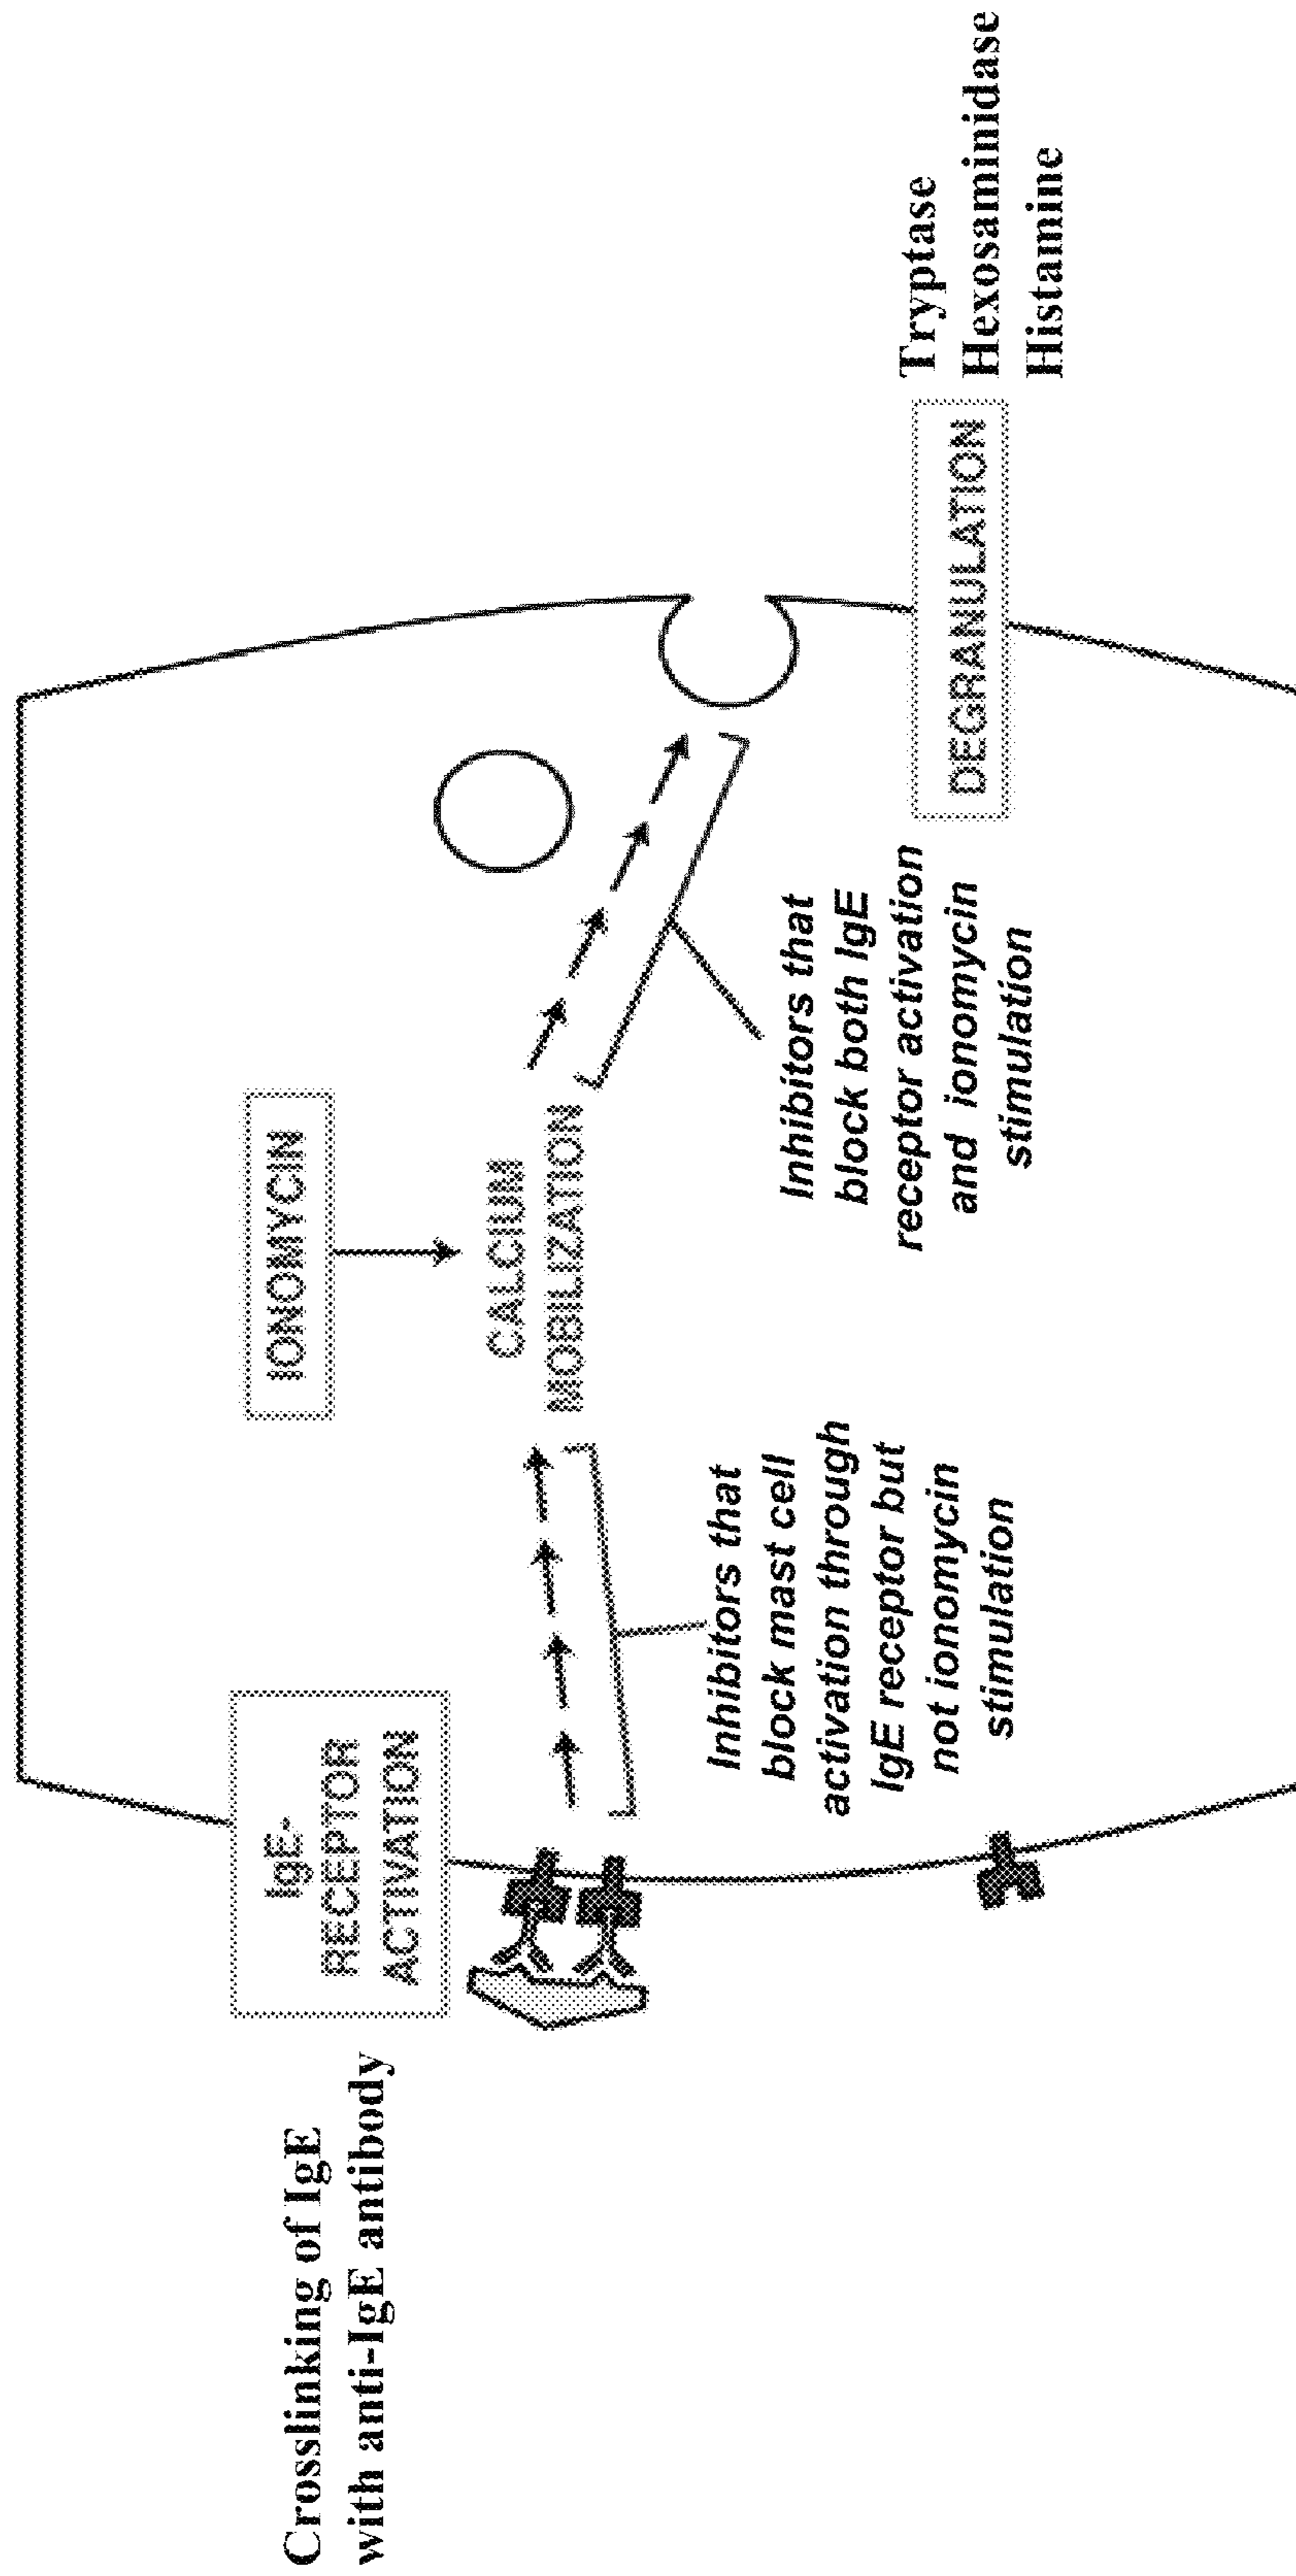 Crosslinking of IgE
with anti-IgE antibody
IgE-
RECEPTOR
ACTIVATION
IONOMYCIN
CALCIUM
MOBILIZATION
Inhibitors that
block mast cell
activation through
IgE receptor but
not ionomycin
stimulation
Inhibitors that
block both IgE
receptor activation
and ionomycin
stimulation
DEGRANULATION
Tryptase
Hexosaminidase
Histamine